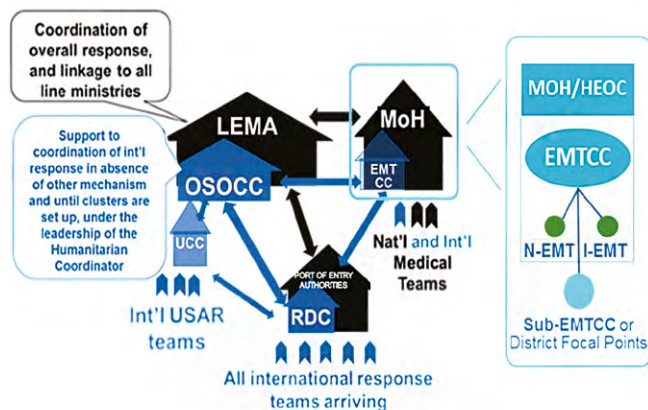 Coordination of
overall response,
and linkage to all
line ministries
Support to
coordination of int'l
response in absence
of other mechanism
and until clusters are
set up, under the
leadership of the
Humanitarian
Coordinator
LEMA
OSOCC
UCC
Int'l USAR
teams
MoH
EMT
CC
Nat'l and Int'l
Medical
Teams
PORT OF ENTRY
AUTHORITIES
RDC
All international response
teams arriving
MOH/HEOC
EMTCC
N-EMT I-EMT
Sub-EMTCC or
District Focal Points